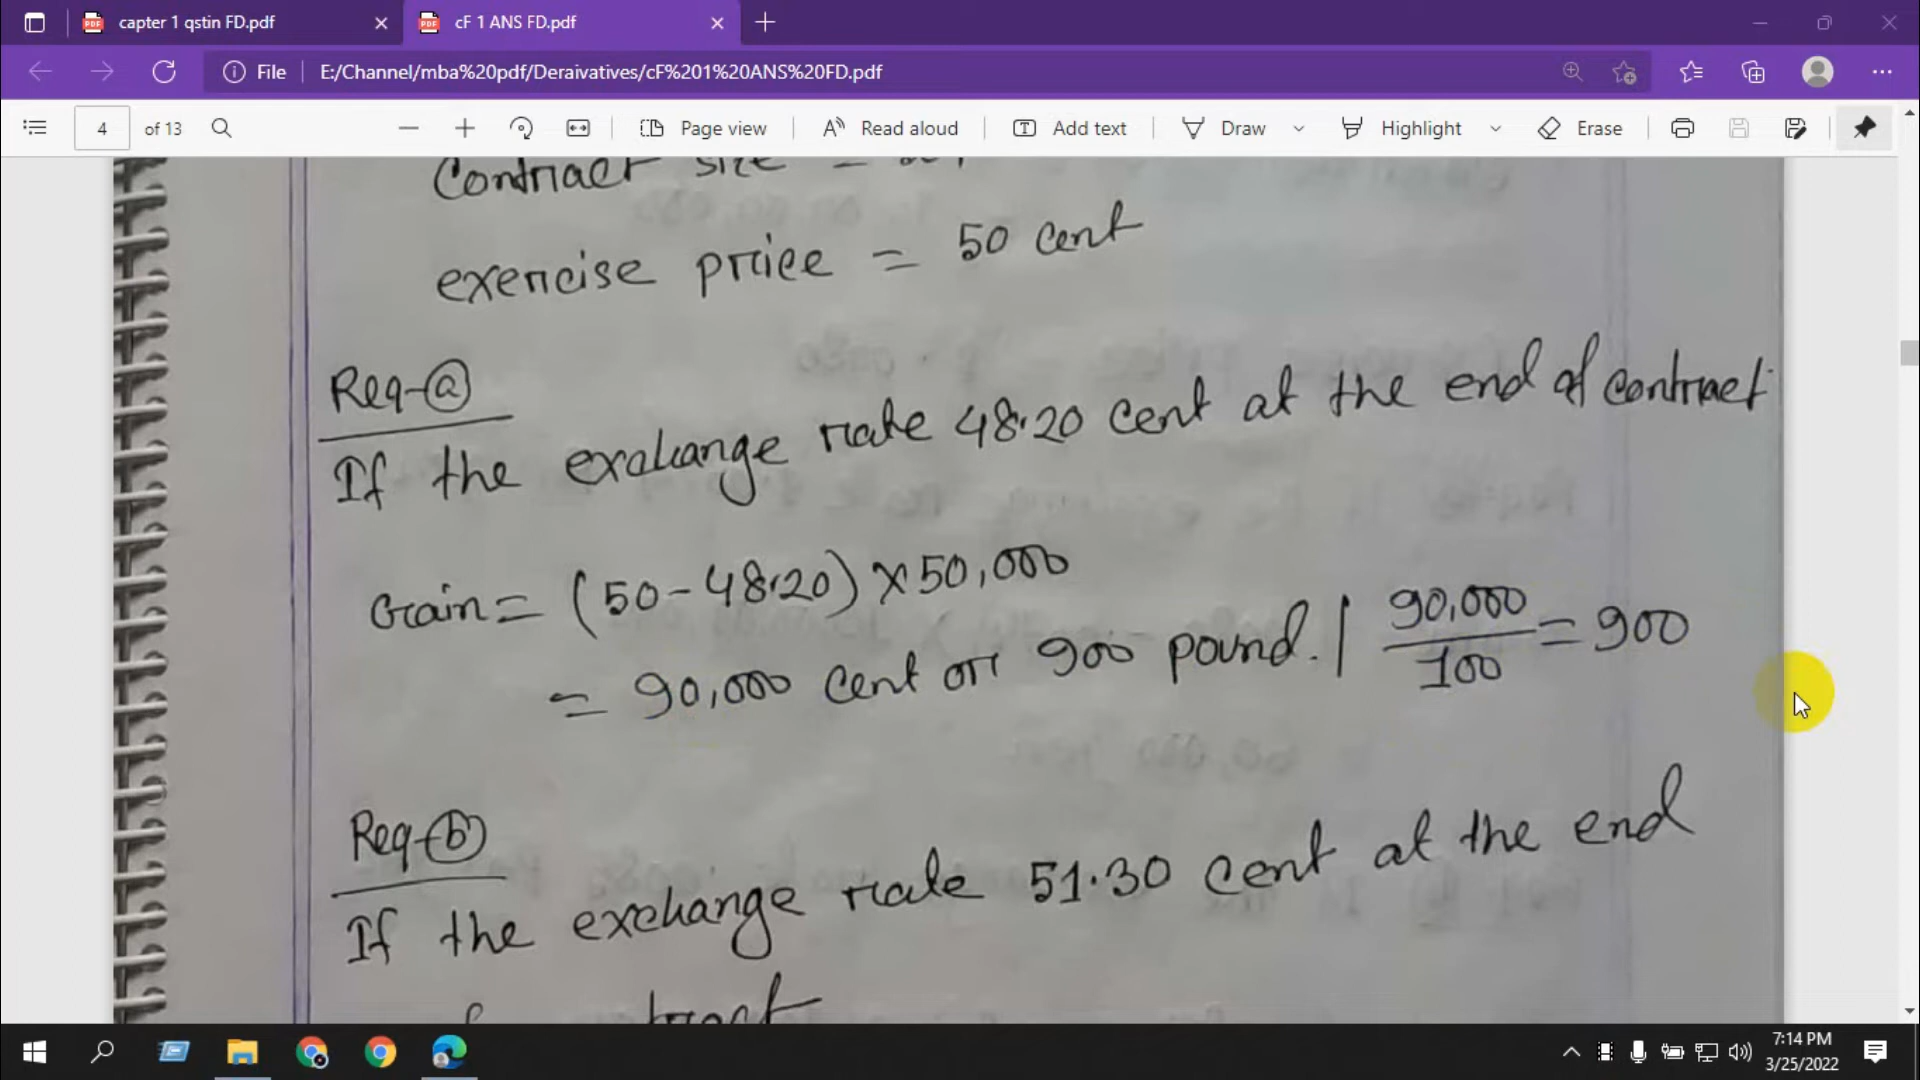 capter 1 qstin FD.pdf
cF 1 ANS FD.pdf
File
E:/Channel/mba%20pdf/Deraivatives/cF%201%20ANS%20FD.pdf
4 of 13
Page view
Read aloud
Add text
Draw
Highlight
Erase
Contract size =
exercise price = 50 cent
Req-a
If the exchange rate 48.20 cent at the end of contract
Gain = (50-48.20) × 50,000
= 90,000 cent or 900 pound. | 90,000/100 = 900
Req-b
If the exchange rate 51.30 cent at the end
7:14 PM
3/25/2022